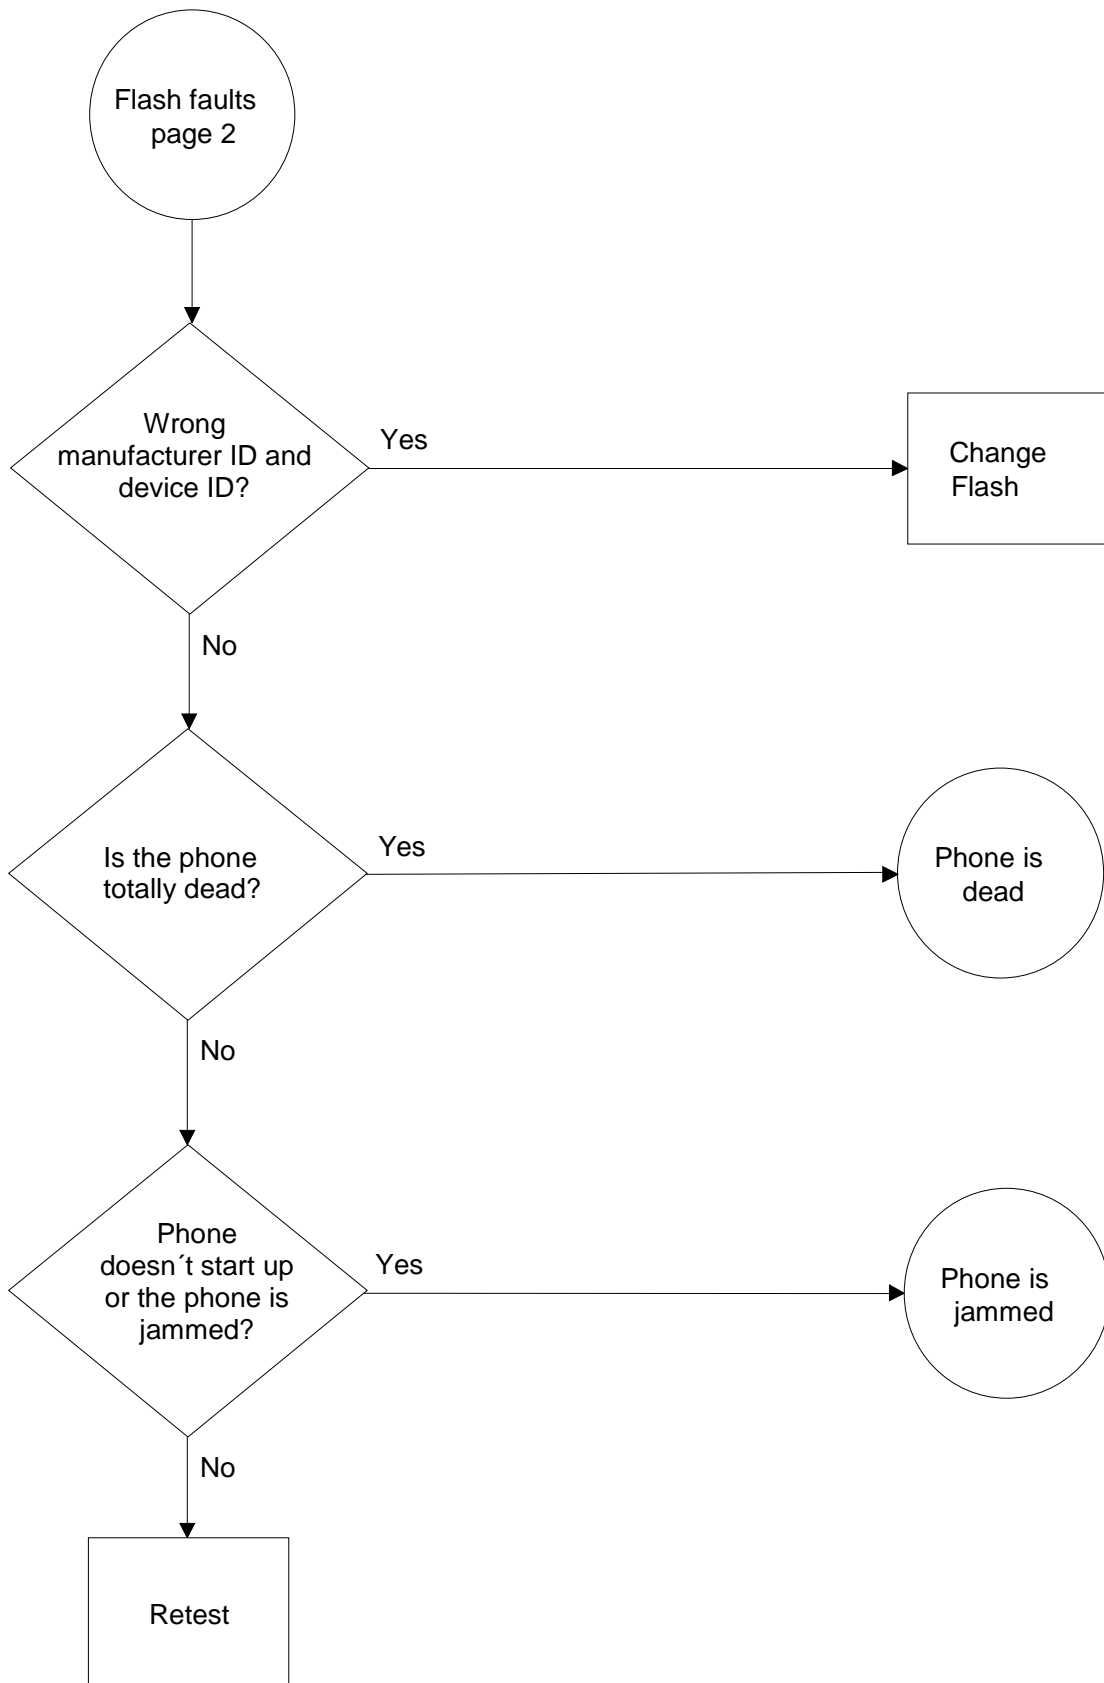 Flash faults
page 2
Wrong
manufacturer ID and
device ID?
Yes
Change
Flash
No
Is the phone
totally dead?
Yes
Phone is
dead
No
Phone
doesn´t start up
or the phone is
jammed?
Yes
Phone is
jammed
No
Retest